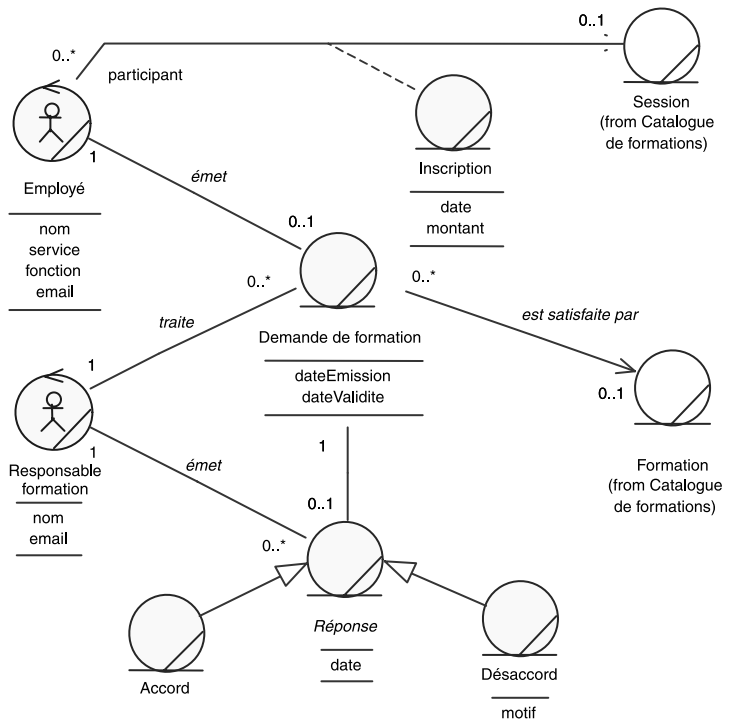 0..1
0..*
participant
Session
(from Catalogue
de formations)
Inscription
date
montant
1
Employé
nom
service
fonction
email
émet
0..1
0..*
traite
1
Demande de formation
dateEmission
dateValidite
0..*
est satisfaite par
0..1
Formation
(from Catalogue
de formations)
Responsable
formation
nom
email
1
émet
1
0..1
0..*
Réponse
date
Accord
Désaccord
motif